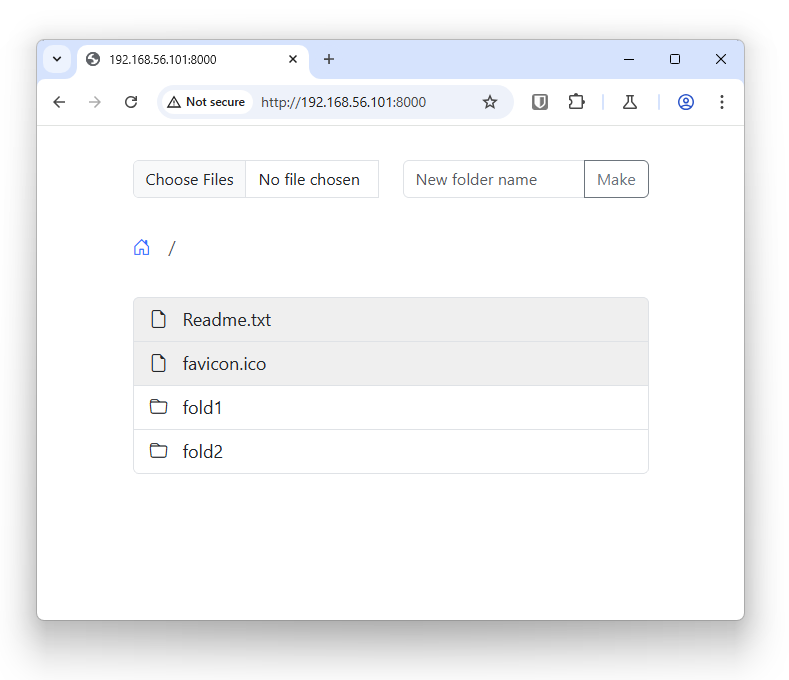 192.168.56.101:8000
Not secure http://192.168.56.101:8000
Choose Files No file chosen New folder name Make
/
Readme.txt
favicon.ico
fold1
fold2